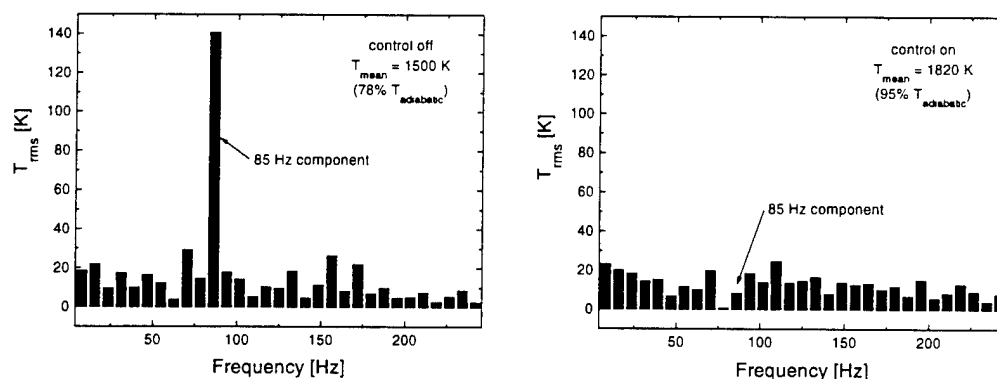 140
120
100
80
60
40
20
0
T_rms [K]
control off
T_mean = 1500 K
(78% T_adiabatic)
85 Hz component
50
100
150
200
Frequency [Hz]
140
120
100
80
60
40
20
0
T_rms [K]
control on
T_mean = 1820 K
(95% T_adiabatic)
85 Hz component
50
100
150
200
Frequency [Hz]